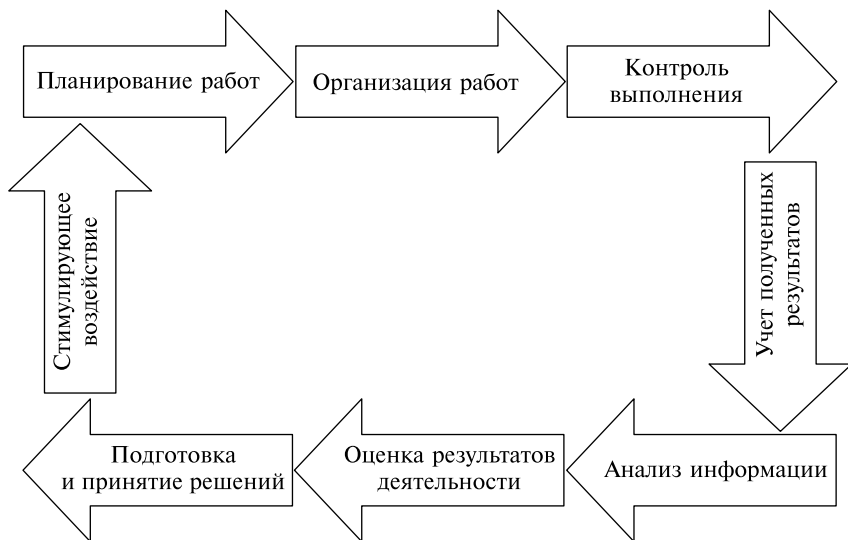 Планирование работ
Организация работ
Контроль
выполнения
Учет полученных
результатов
Анализ информации
Оценка результатов
деятельности
Подготовка
и принятие решений
Стимулирующее
воздействие